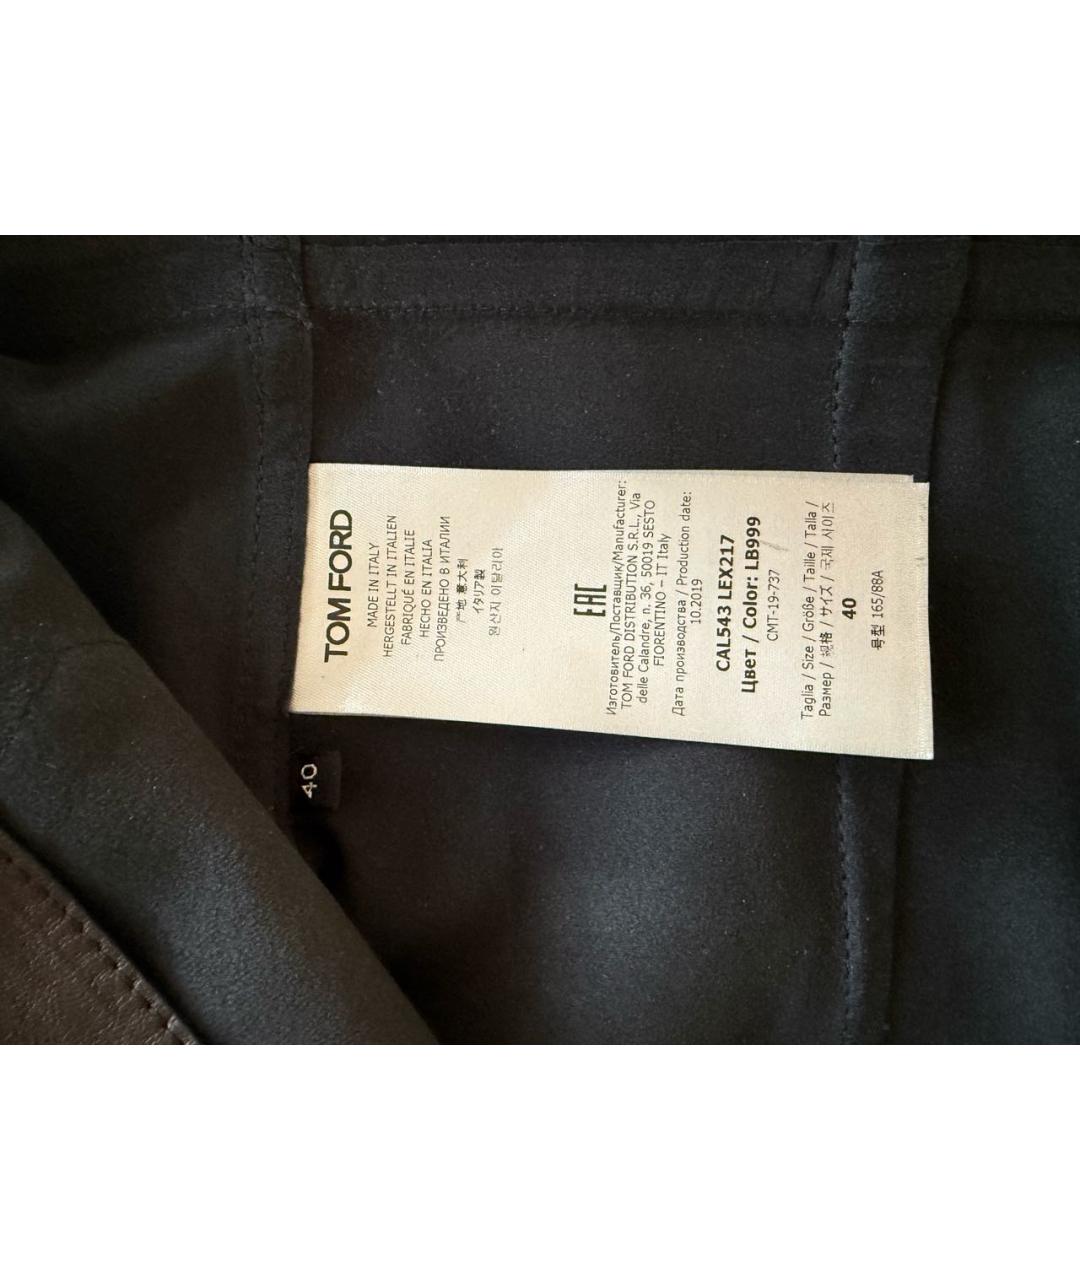 TOM FORD
MADE IN ITALY
HERGESTELLT IN ITALIEN
FABRIQUÉ EN ITALIE
HECHO EN ITALIA
ПРОИЗВЕДЕНО В ИТАЛИИ
产地 意大利
イタリア製
원산지 이탈리아
EAC
Изготовитель/Поставщик/Manufacturer:
TOM FORD DISTRIBUTION S.R.L., Via
delle Calandre, n. 36, 50019 SESTO
FIORENTINO – IT Italy
Дата производства / Production date:
10.2019
CAL543 LEX217
Цвет / Color: LB999
CMT-19-737
Taglia / Size / Größe / Taille / Talla /
Размер / 规格 / サイズ / 국제 사이즈
40
号型 165/88A
40